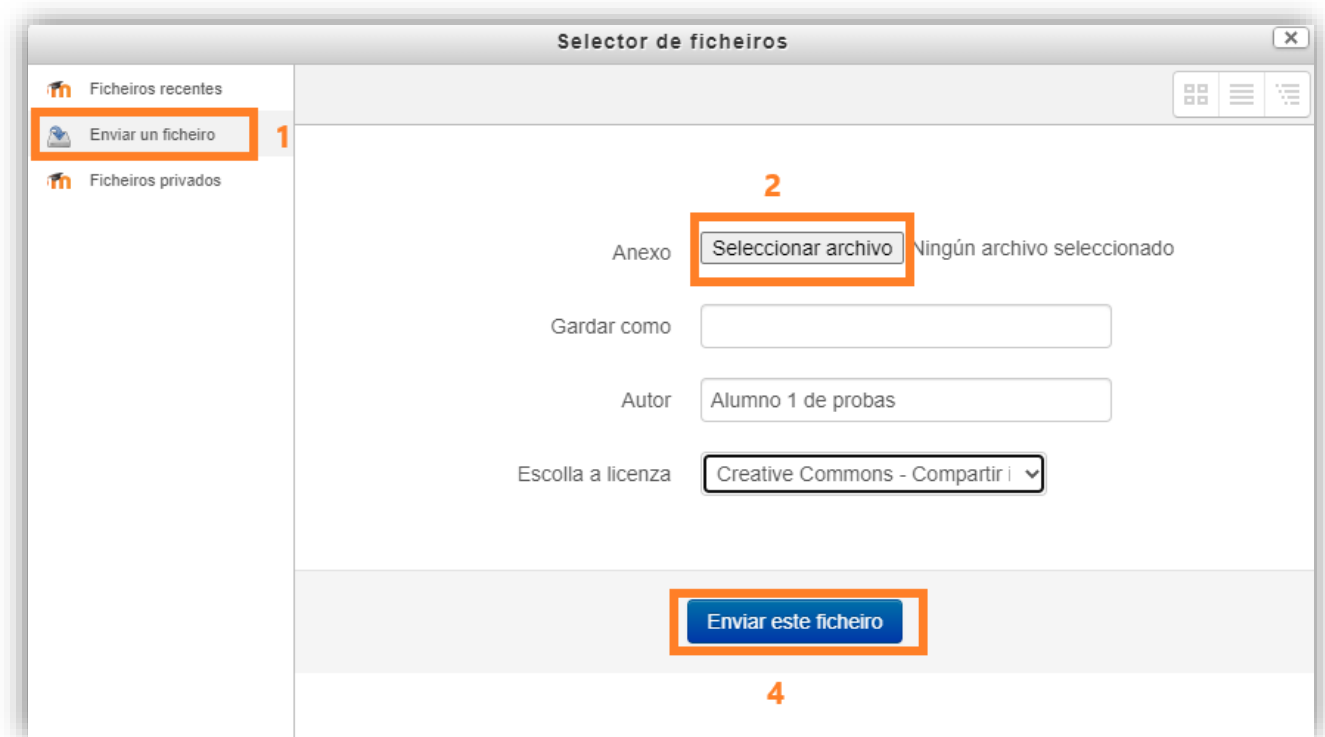 Selector de ficheiros
Ficheiros recentes
Enviar un ficheiro 1
Ficheiros privados
2
Anexo Seleccionar archivo Ningún archivo seleccionado
Gardar como
Autor Alumno 1 de probas
Escolla a licenza Creative Commons - Compartir i
Enviar este ficheiro
4